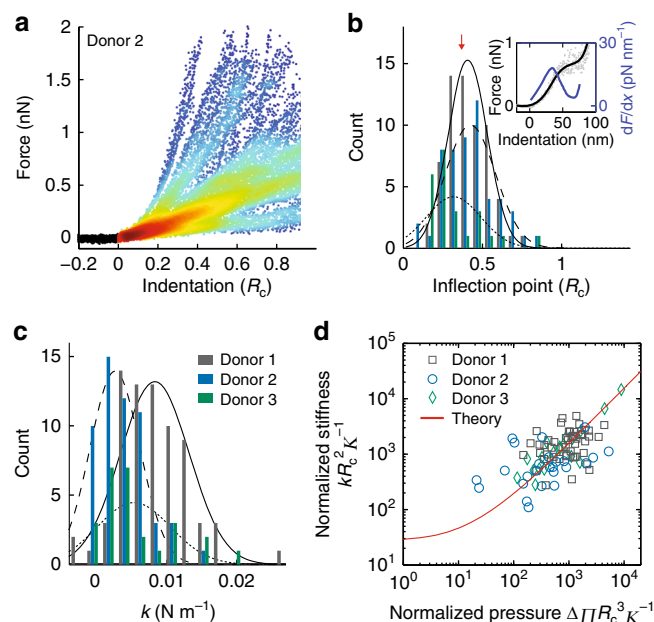 a
Donor 2
Force (nN)
2
1.5
1
0.5
0
−0.2 0 0.2 0.4 0.6 0.8
Indentation (Rc)
b
Count
15
10
5
0
0 0.5 1
Inflection point (Rc)
Force (nN)
1
0
0 50 100
Indentation (nm)
30
0
dF/dx (pN nm⁻¹)
c
Count
15
10
5
0
Donor 1
Donor 2
Donor 3
0 0.01 0.02
k (N m⁻¹)
d
Normalized stiffness
kRc² K⁻¹
10⁵
10⁴
10³
10²
10¹
Donor 1
Donor 2
Donor 3
Theory
10⁰ 10¹ 10² 10³ 10⁴
Normalized pressure ΔΠRc³K⁻¹